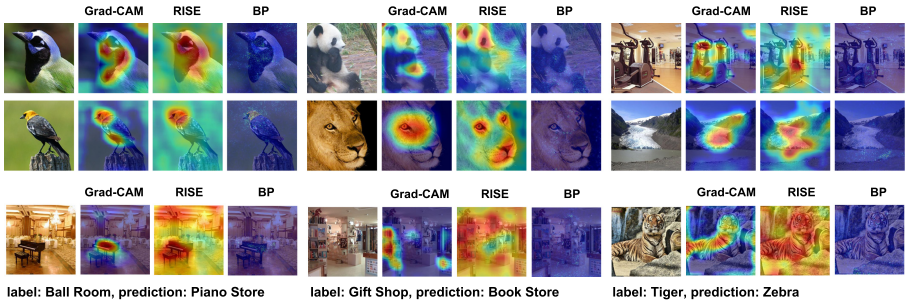 Grad-CAM RISE BP
Grad-CAM RISE BP
Grad-CAM RISE BP
Grad-CAM RISE BP
label: Ball Room, prediction: Piano Store
Grad-CAM RISE BP
label: Gift Shop, prediction: Book Store
Grad-CAM RISE BP
label: Tiger, prediction: Zebra